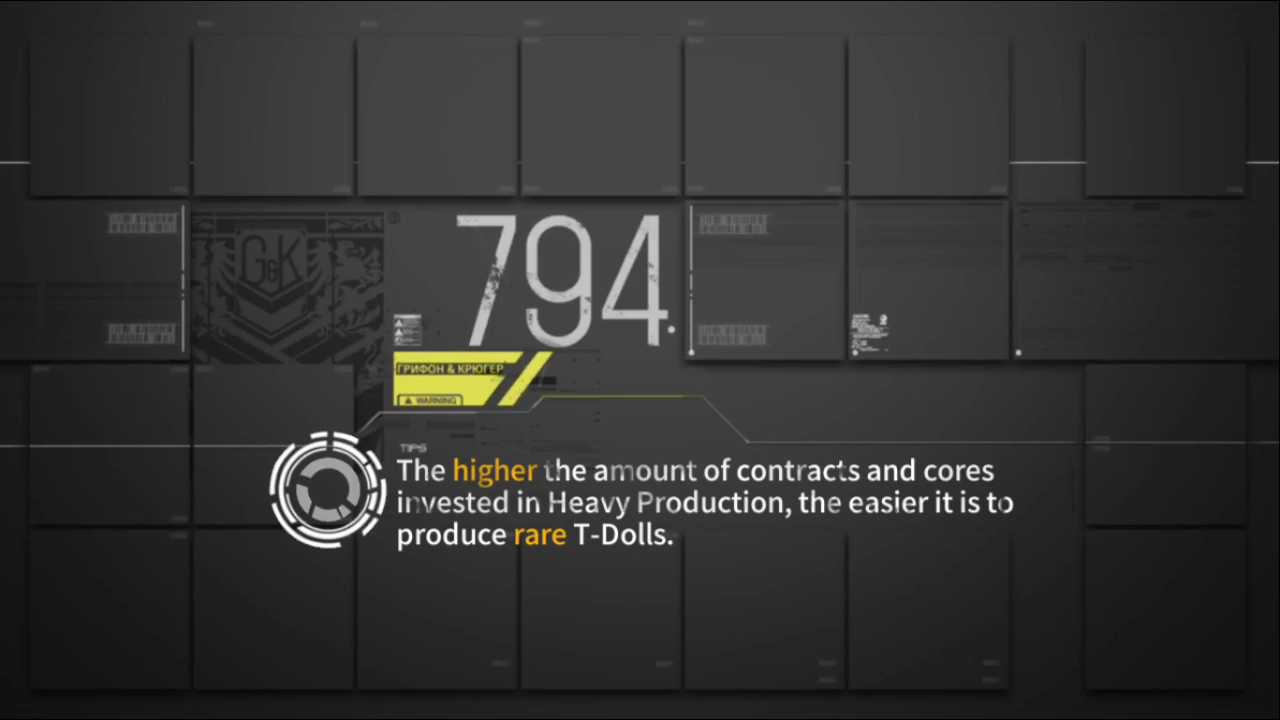 G&K
794.
ГРИФОН & КРЮГЕР
WARNING
TIPS
The higher the amount of contracts and cores
invested in Heavy Production, the easier it is to
produce rare T-Dolls.